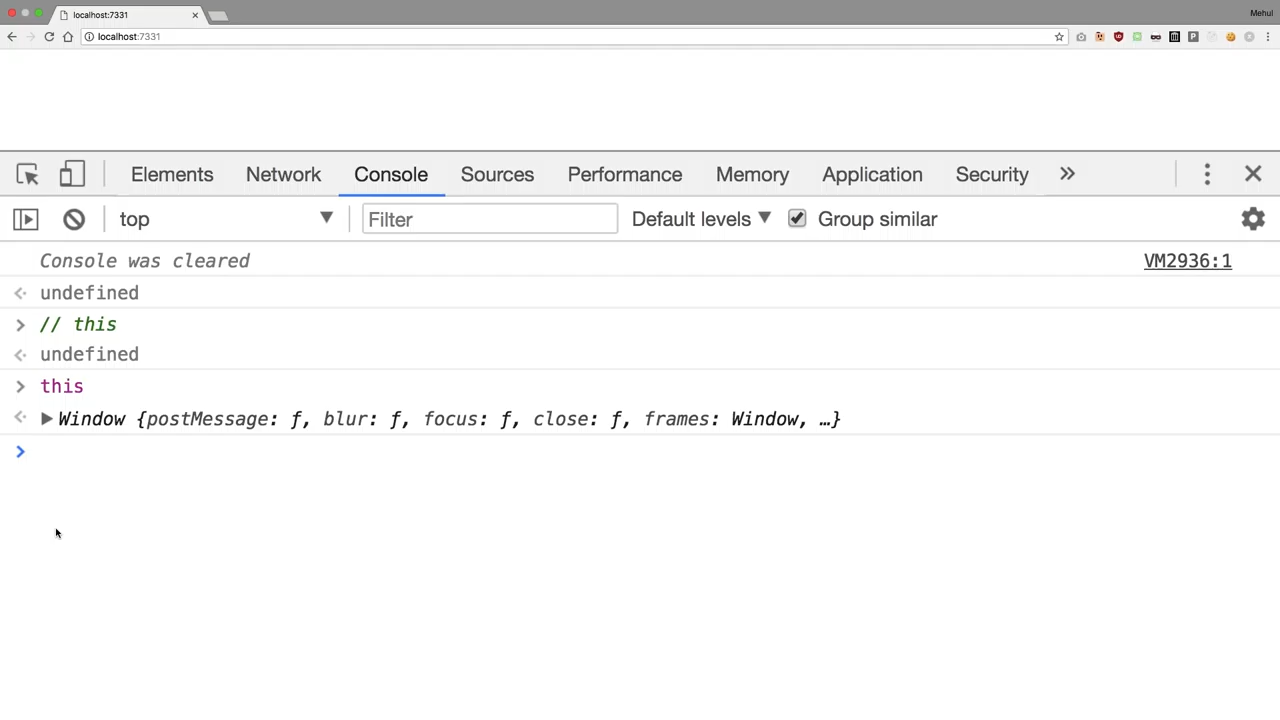 localhost:7331
Mehul
localhost:7331
Elements Network Console Sources Performance Memory Application Security
top Filter Default levels Group similar
Console was cleared VM2936:1
undefined
// this
undefined
this
Window {postMessage: ƒ, blur: ƒ, focus: ƒ, close: ƒ, frames: Window, …}